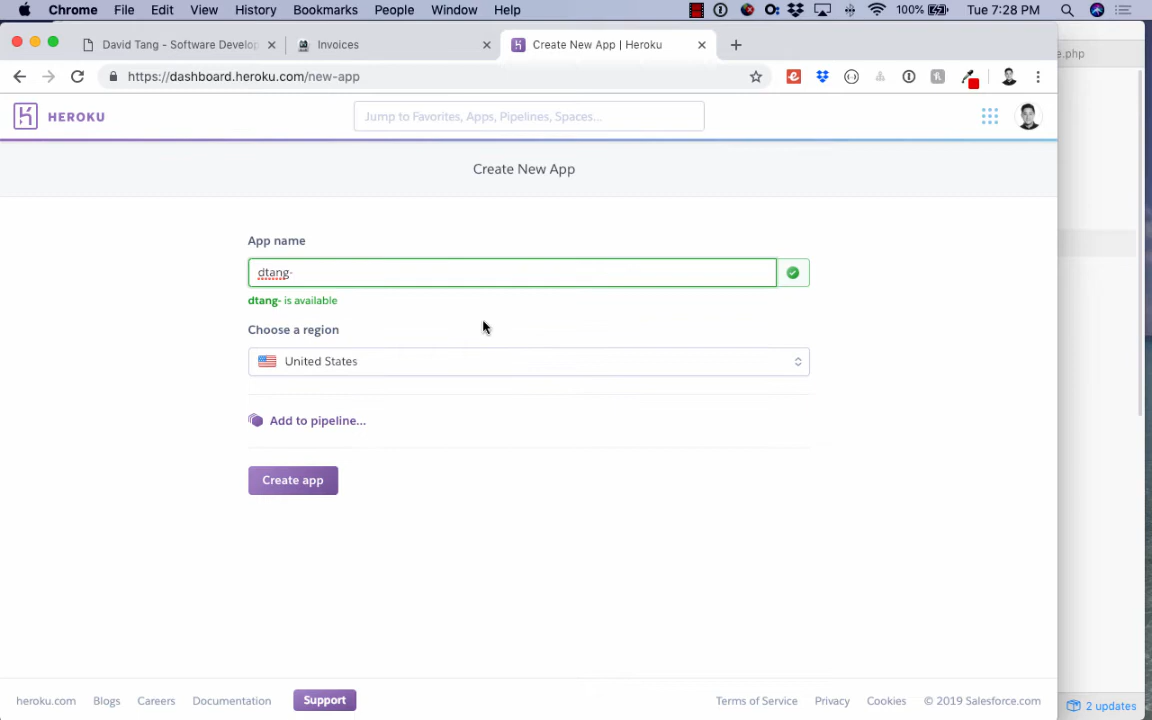 Chrome File Edit View History Bookmarks People Window Help 100% Tue 7:28 PM
David Tang - Software Develop Invoices Create New App | Heroku
e.php
https://dashboard.heroku.com/new-app
HEROKU Jump to Favorites, Apps, Pipelines, Spaces...
Create New App
App name
dtang-
dtang- is available
Choose a region
United States
Add to pipeline...
Create app
heroku.com Blogs Careers Documentation Support Terms of Service Privacy Cookies © 2019 Salesforce.com
2 updates